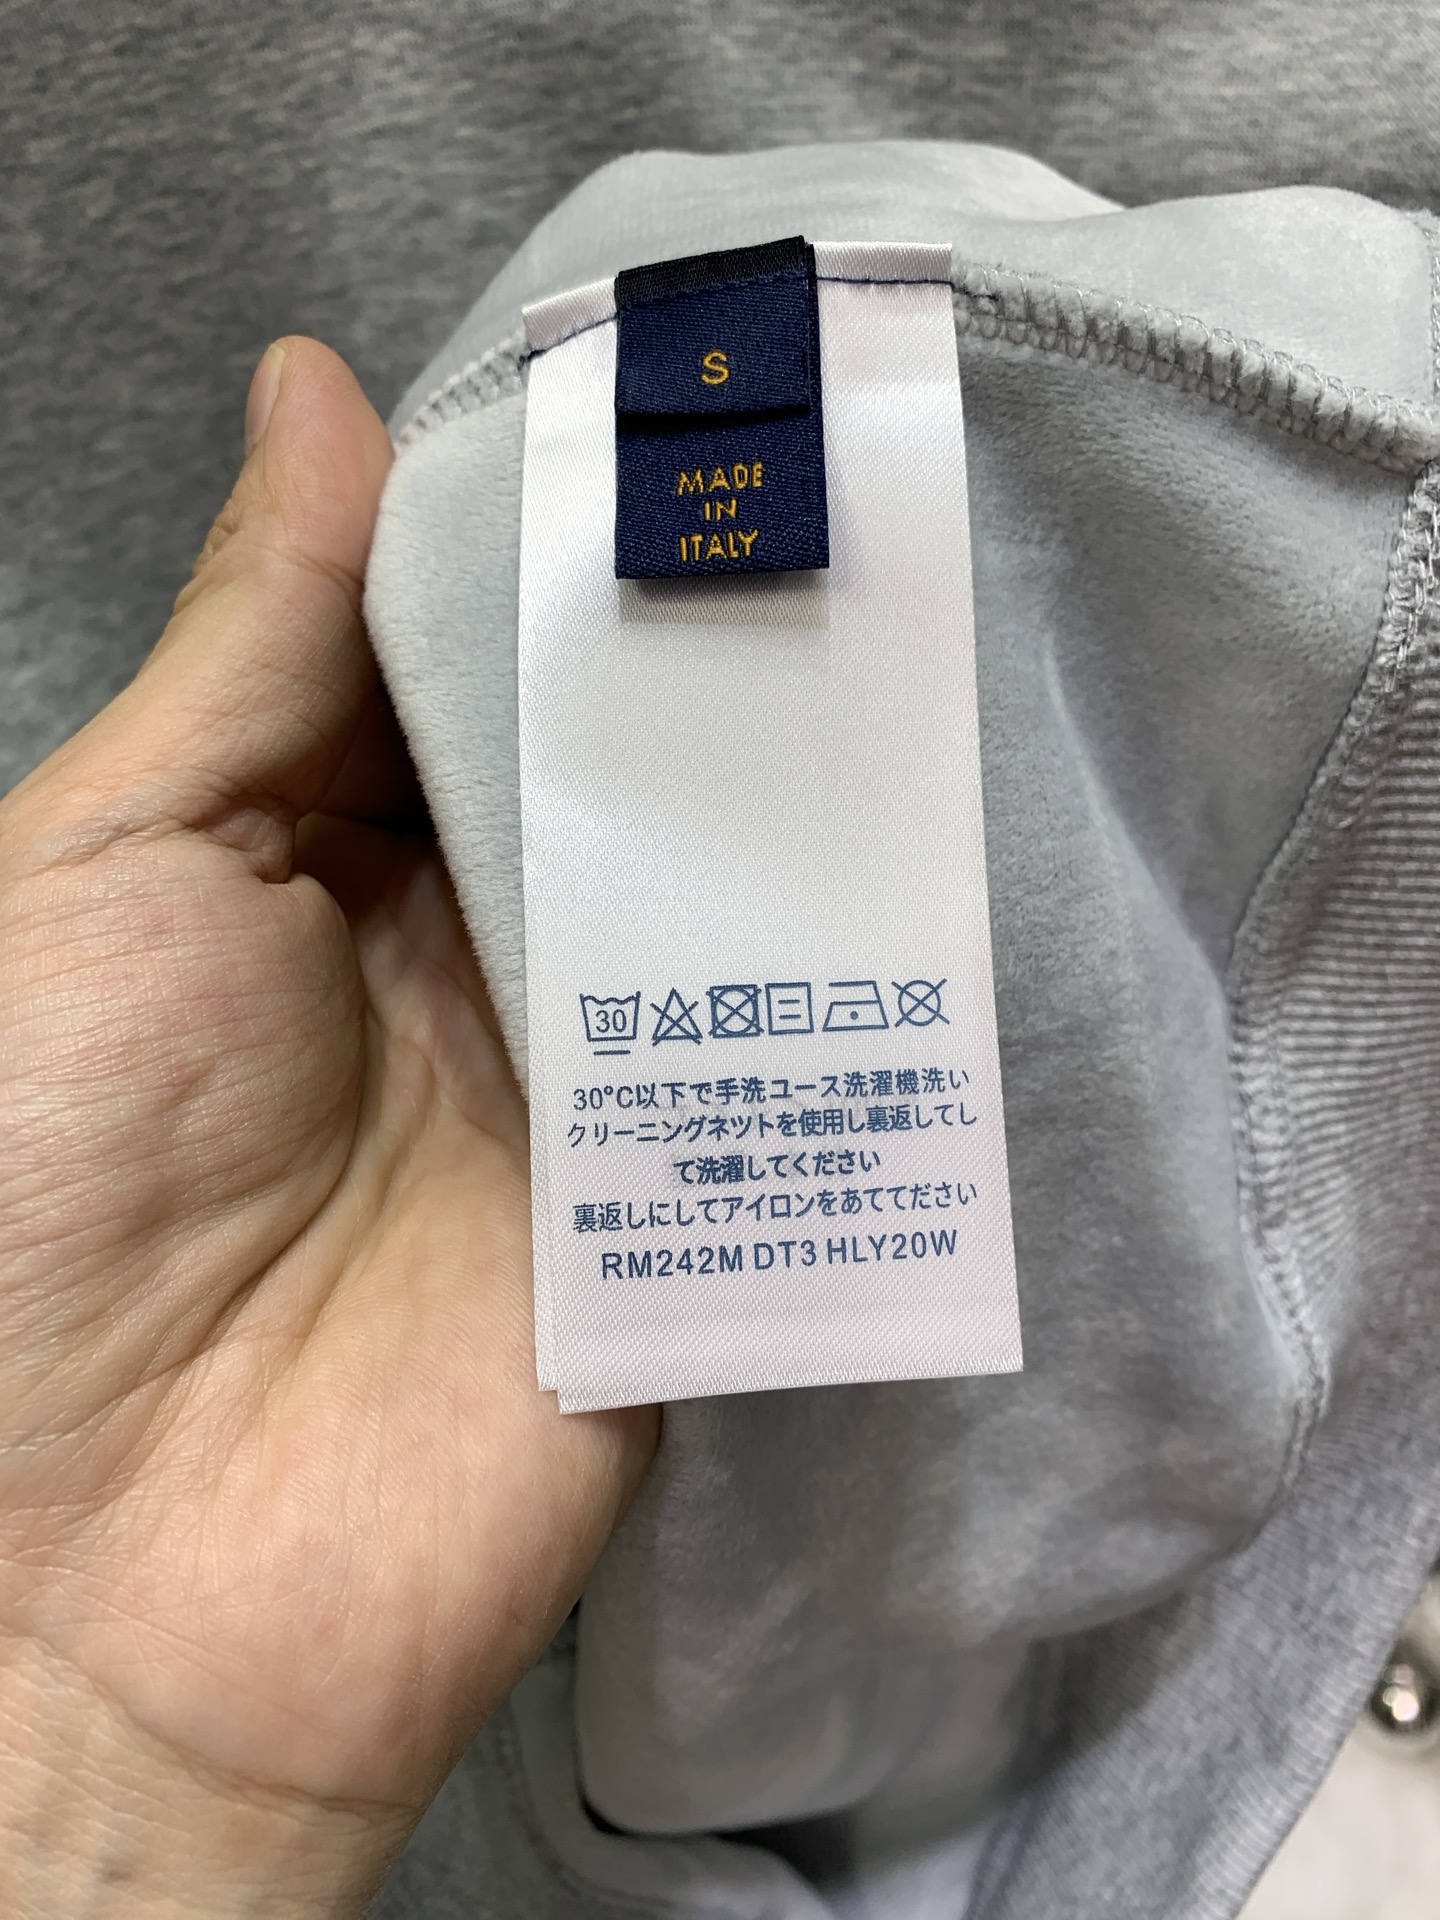 S
MADE
IN
ITALY
30
30°C以下で手洗ユース洗濯機洗い
クリーニングネツトを使用し裏返してし
て洗濯してください
裏返しにしてアイロンをあててださい
RM242M DT3 HLY20W